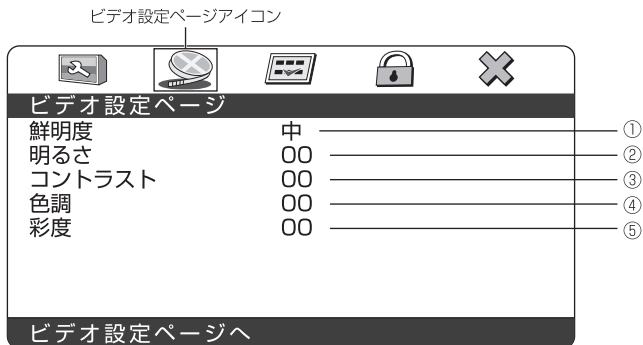 ビデオ設定ページアイコン
ビデオ設定ページ
鮮明度 中 ①
明るさ 00 ②
コントラスト 00 ③
色調 00 ④
彩度 00 ⑤
ビデオ設定ページへ